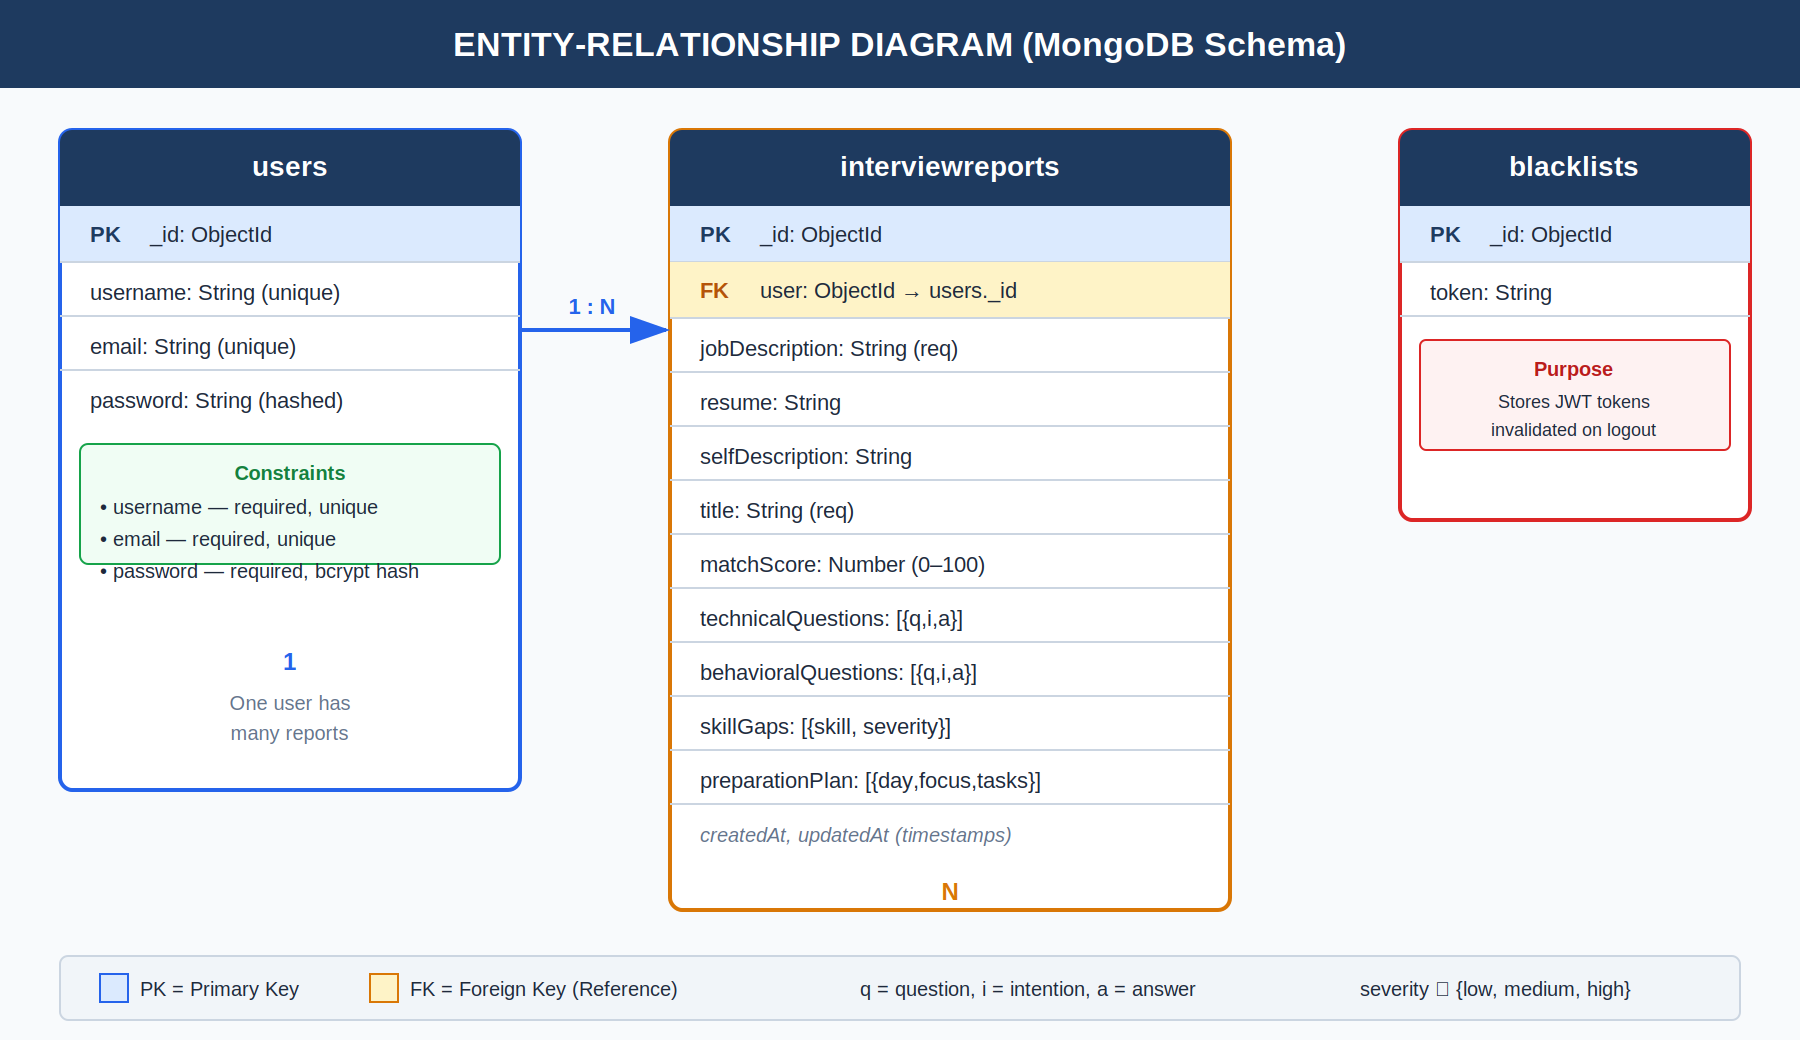 ENTITY-RELATIONSHIP DIAGRAM (MongoDB Schema)
users
PK _id: ObjectId
username: String (unique)
email: String (unique)
password: String (hashed)
Constraints
• username — required, unique
• email — required, unique
• password — required, bcrypt hash
1
One user has
many reports
1 : N
interviewreports
PK _id: ObjectId
FK user: ObjectId → users._id
jobDescription: String (req)
resume: String
selfDescription: String
title: String (req)
matchScore: Number (0–100)
technicalQuestions: [{q,i,a}]
behavioralQuestions: [{q,i,a}]
skillGaps: [{skill, severity}]
preparationPlan: [{day,focus,tasks}]
createdAt, updatedAt (timestamps)
N
blacklists
PK _id: ObjectId
token: String
Purpose
Stores JWT tokens
invalidated on logout
PK = Primary Key
FK = Foreign Key (Reference)
q = question, i = intention, a = answer
severity {low, medium, high}